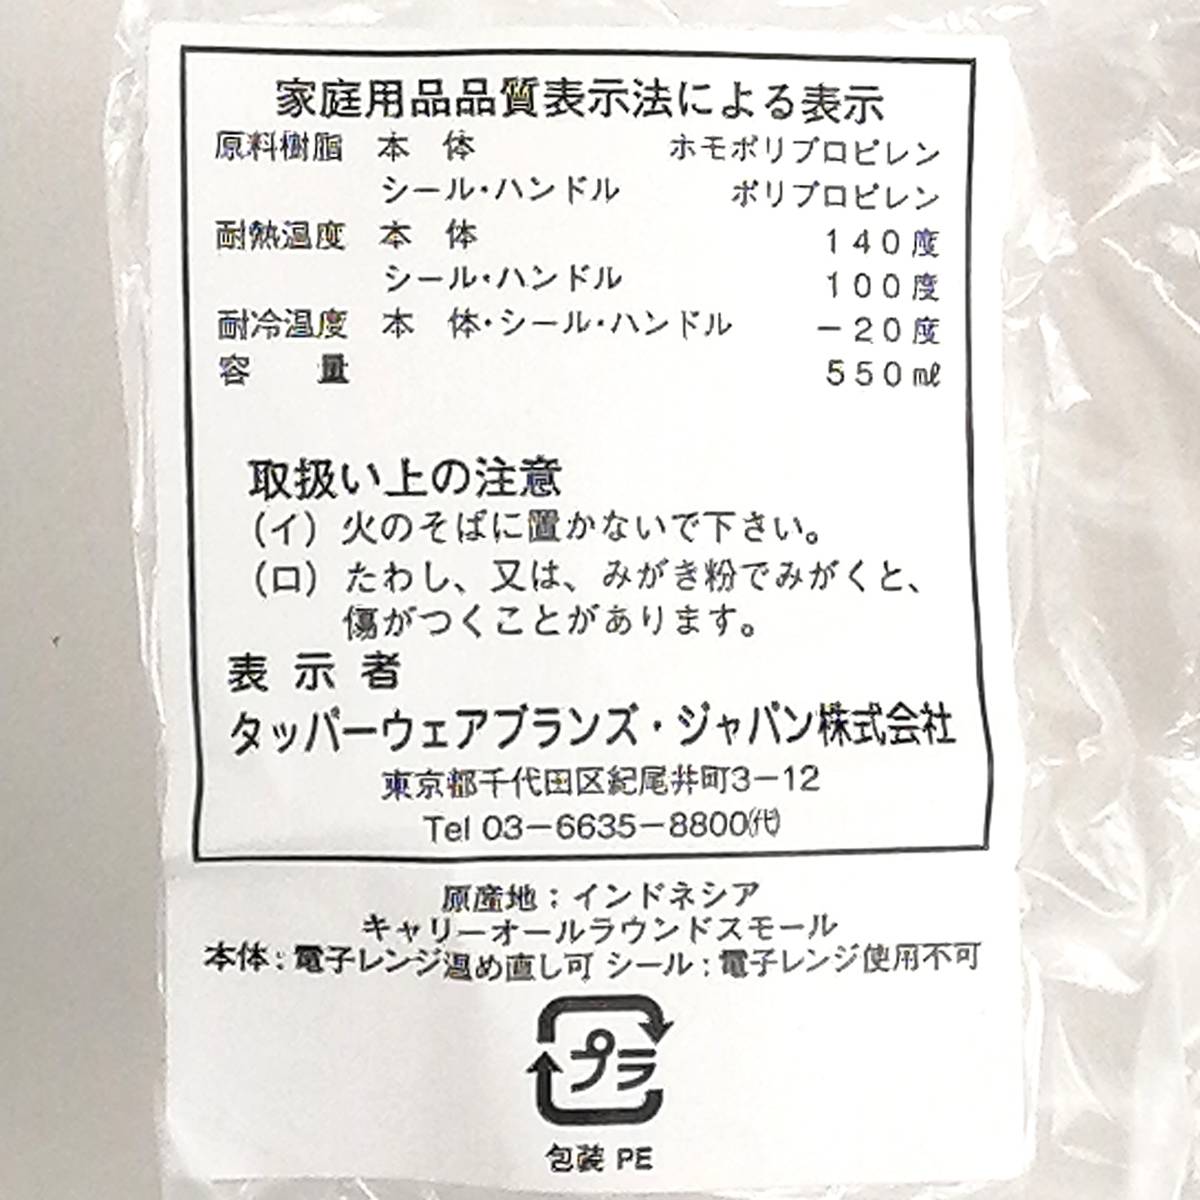 家庭用品品質表示法による表示
原料樹脂 本 体 ホモポリプロピレン
シール・ハンドル ポリプロピレン
耐熱温度 本 体 140度
シール・ハンドル 100度
耐冷温度 本 体・シール・ハンドル －20度
容 量 550㎖
取扱い上の注意
(イ) 火のそばに置かないで下さい。
(ロ) たわし、又は、みがき粉でみがくと、
傷がつくことがあります。
表示者
タッパーウェアブランズ・ジャパン株式会社
東京都千代田区紀尾井町3－12
Tel 03－6635－8800㈹
原産地：インドネシア
キャリーオールラウンドスモール
本体：電子レンジ温め直し可 シール：電子レンジ使用不可
プラ
包装 PE